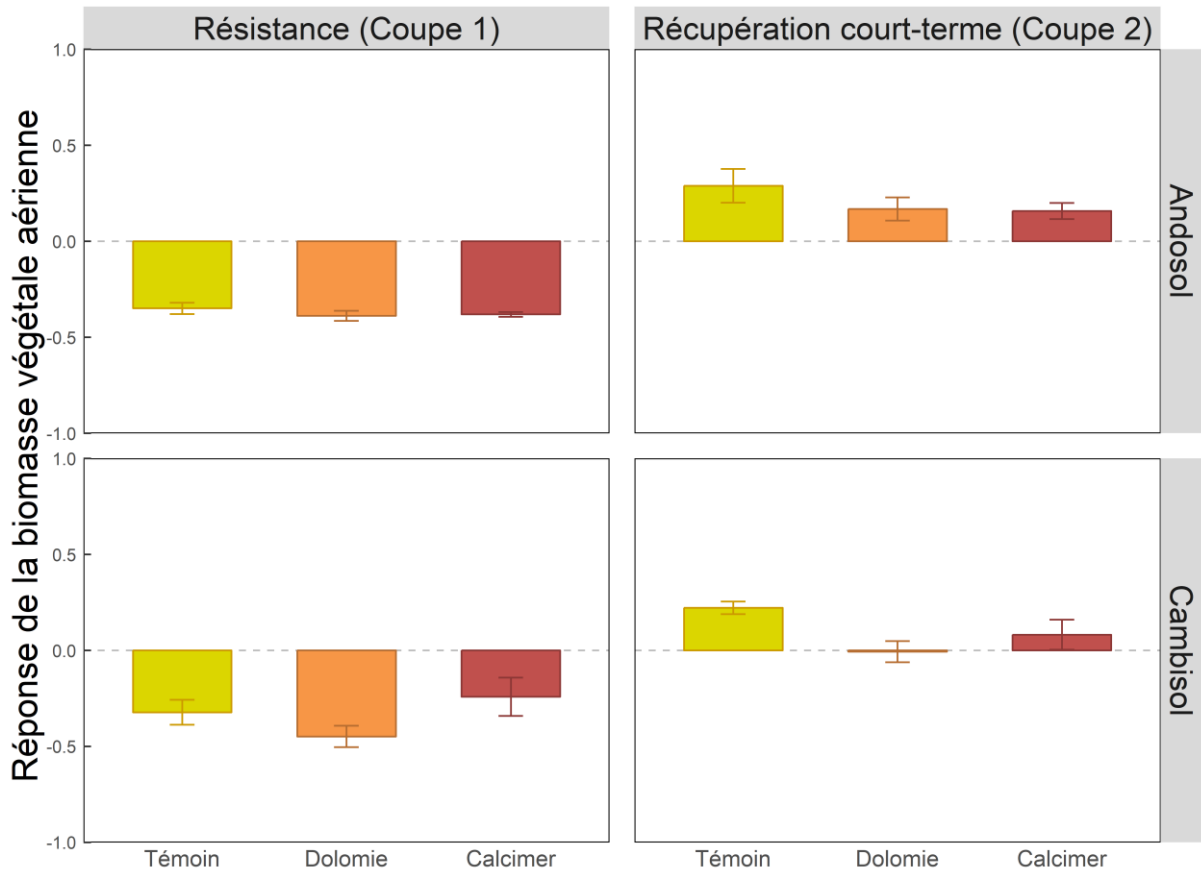 Résistance (Coupe 1)
Récupération court-terme (Coupe 2)
Réponse de la biomasse végétale aérienne
1.0
0.5
0.0
-0.5
-1.0
Andosol
1.0
0.5
0.0
-0.5
-1.0
Cambisol
Témoin Dolomie Calcimer
Témoin Dolomie Calcimer